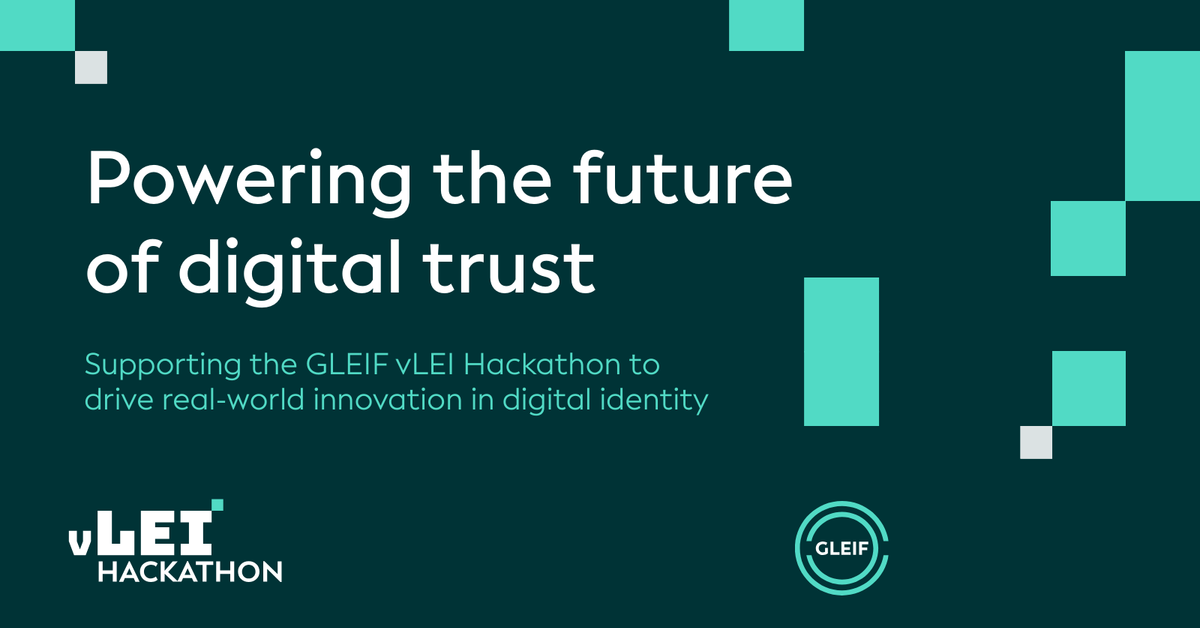 Powering the future
of digital trust
Supporting the GLEIF vLEI Hackathon to
drive real-world innovation in digital identity
vLEI
HACKATHON
GLEIF